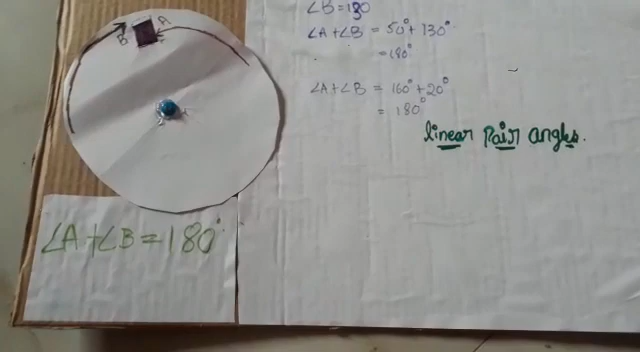 B
A
∠A+∠B=180°
∠B=130
∠A+∠B = 50°+130°
=180°
∠A+∠B = 160°+20°
= 180°
linear pair angles.